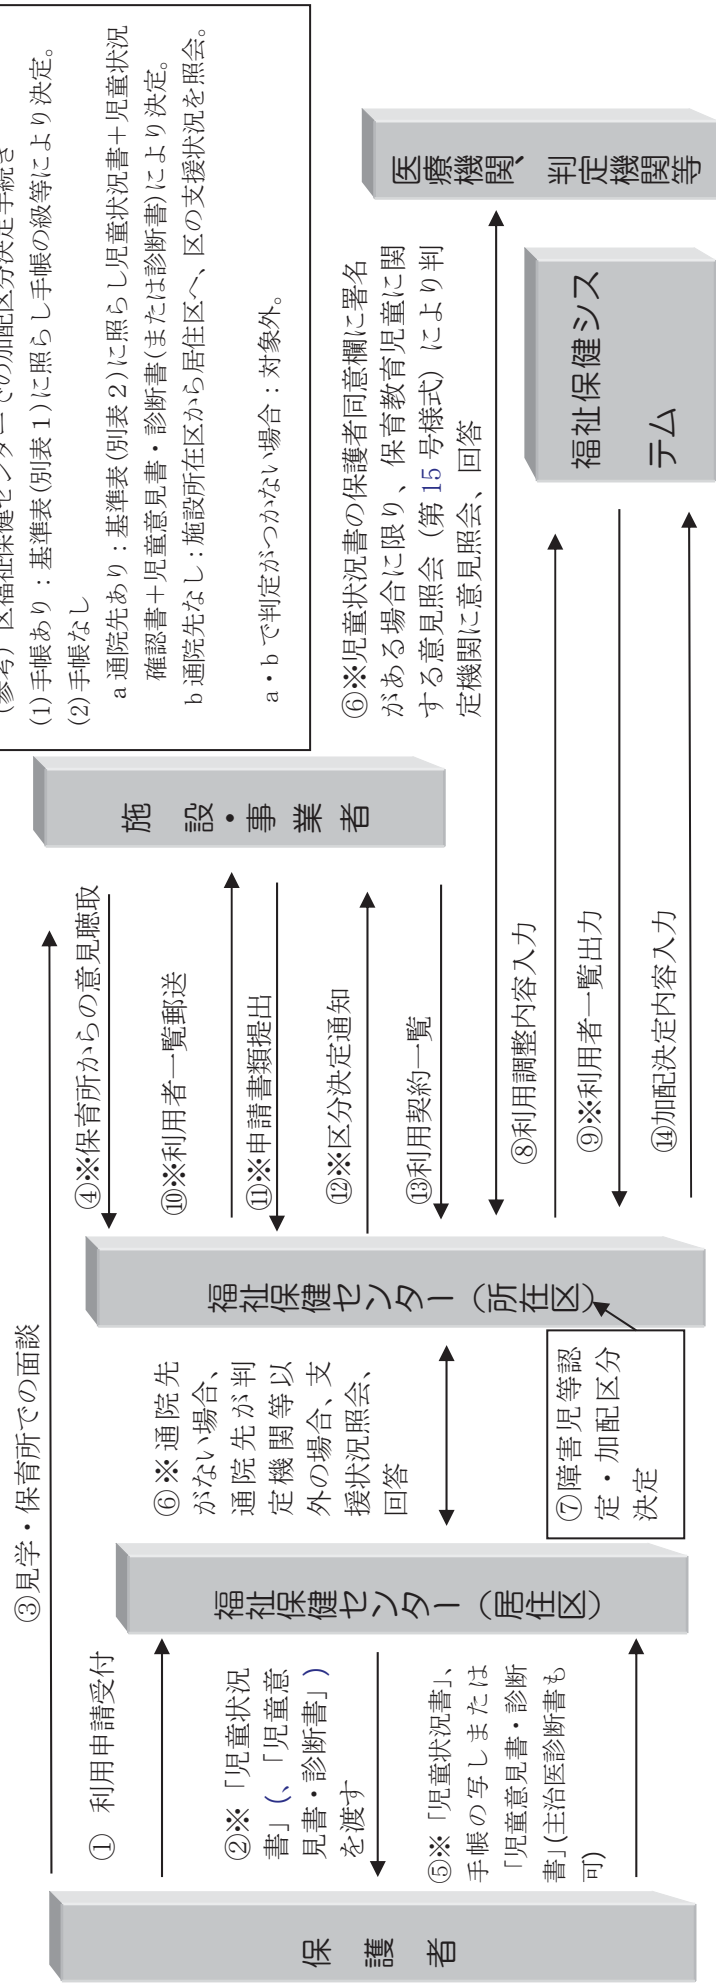 (参考) 区福祉保健センターでの加配区分決定手続き
(1)手帳あり：基準表(別表1)に照らし手帳の級等により決定。
(2)手帳なし
a 通院先あり：基準表(別表２)に照らし児童状況書＋児童状況
確認書＋児童意見書・診断書(または診断書)により決定。
b 通院先なし：施設所在区から居住区へ、区の支援状況を照会。
a・b で判定がつかない場合：対象外。
③見学・保育所での面談
① 利用申請受付
②※「児童状況
書」(、「児童意
見書・診断書」)
を渡す
⑤※「児童状況書」、
手帳の写しまたは
「児童意見書・診断
書」(主治医診断書も
可)
保護者
福祉保健センター（居住区）
⑥※通院先
がない場合、
通院先が判
定機関等以
外の場合、支
援状況照会、
回答
⑦障害児等認
定・加配区分
決定
福祉保健センター（所在区）
④※保育所からの意見聴取
⑩※利用者一覧郵送
⑪※申請書類提出
⑫※区分決定通知
⑬利用契約一覧
施設・事業者
⑥※児童状況書の保護者同意欄に署名
がある場合に限り、保育教育児童に関
する意見照会（第 15 号様式）により判
定機関に意見照会、回答
⑧利用調整内容入力
⑨※利用者一覧出力
⑭加配決定内容入力
医療機関、判定機関等
福祉保健シス
テム